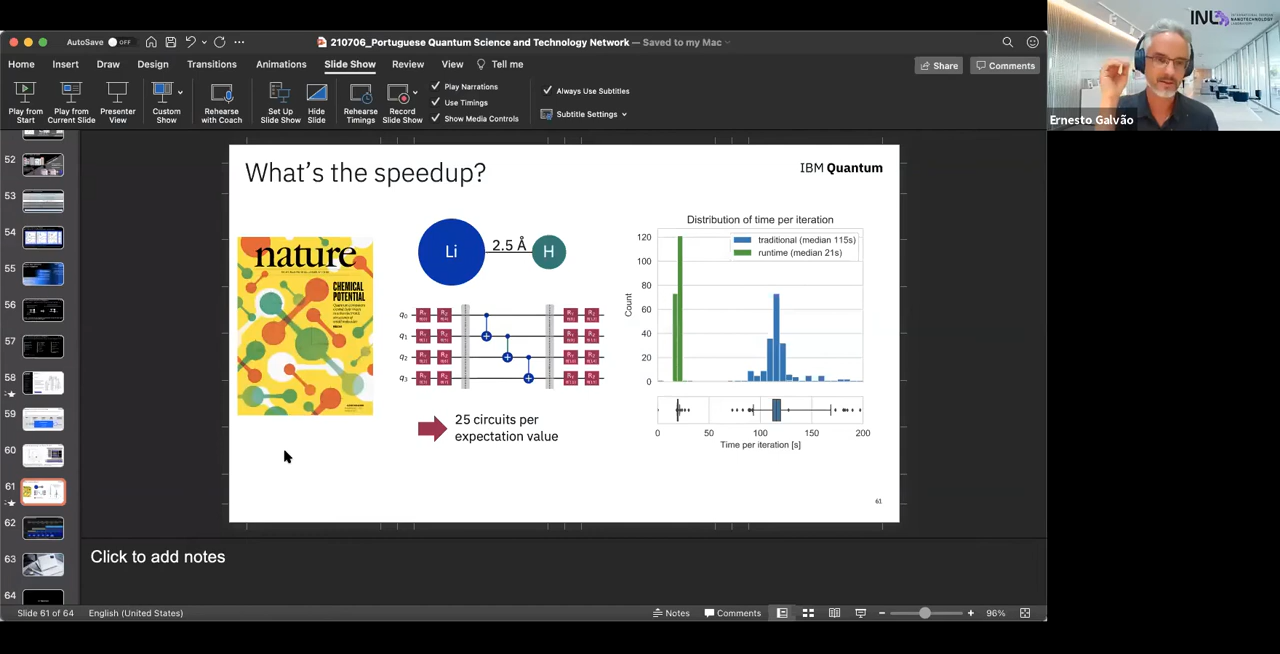 AutoSave OFF
210706_Portuguese Quantum Science and Technology Network — Saved to my Mac
Home Insert Draw Design Transitions Animations Slide Show Review View Tell me
Share Comments
Play from Start
Play from Current Slide
Presenter View
Custom Show
Rehearse with Coach
Set Up Slide Show
Hide Slide
Rehearse Timings
Record Slide Show
Play Narrations
Use Timings
Show Media Controls
Always Use Subtitles
Subtitle Settings
INL
INTERNATIONAL IBERIAN
NANOTECHNOLOGY
LABORATORY
Ernesto Galvão
52
53
54
55
56
57
58
59
60
61
62
63
64
What's the speedup?
IBM Quantum
nature
CHEMICAL
POTENTIAL
Li 2.5 Å H
q0
q1
q2
q3
25 circuits per
expectation value
Distribution of time per iteration
traditional (median 115s)
runtime (median 21s)
Count
120
100
80
60
40
20
0
0 50 100 150 200
Time per iteration [s]
61
Click to add notes
Slide 61 of 64 English (United States) Notes Comments 96%